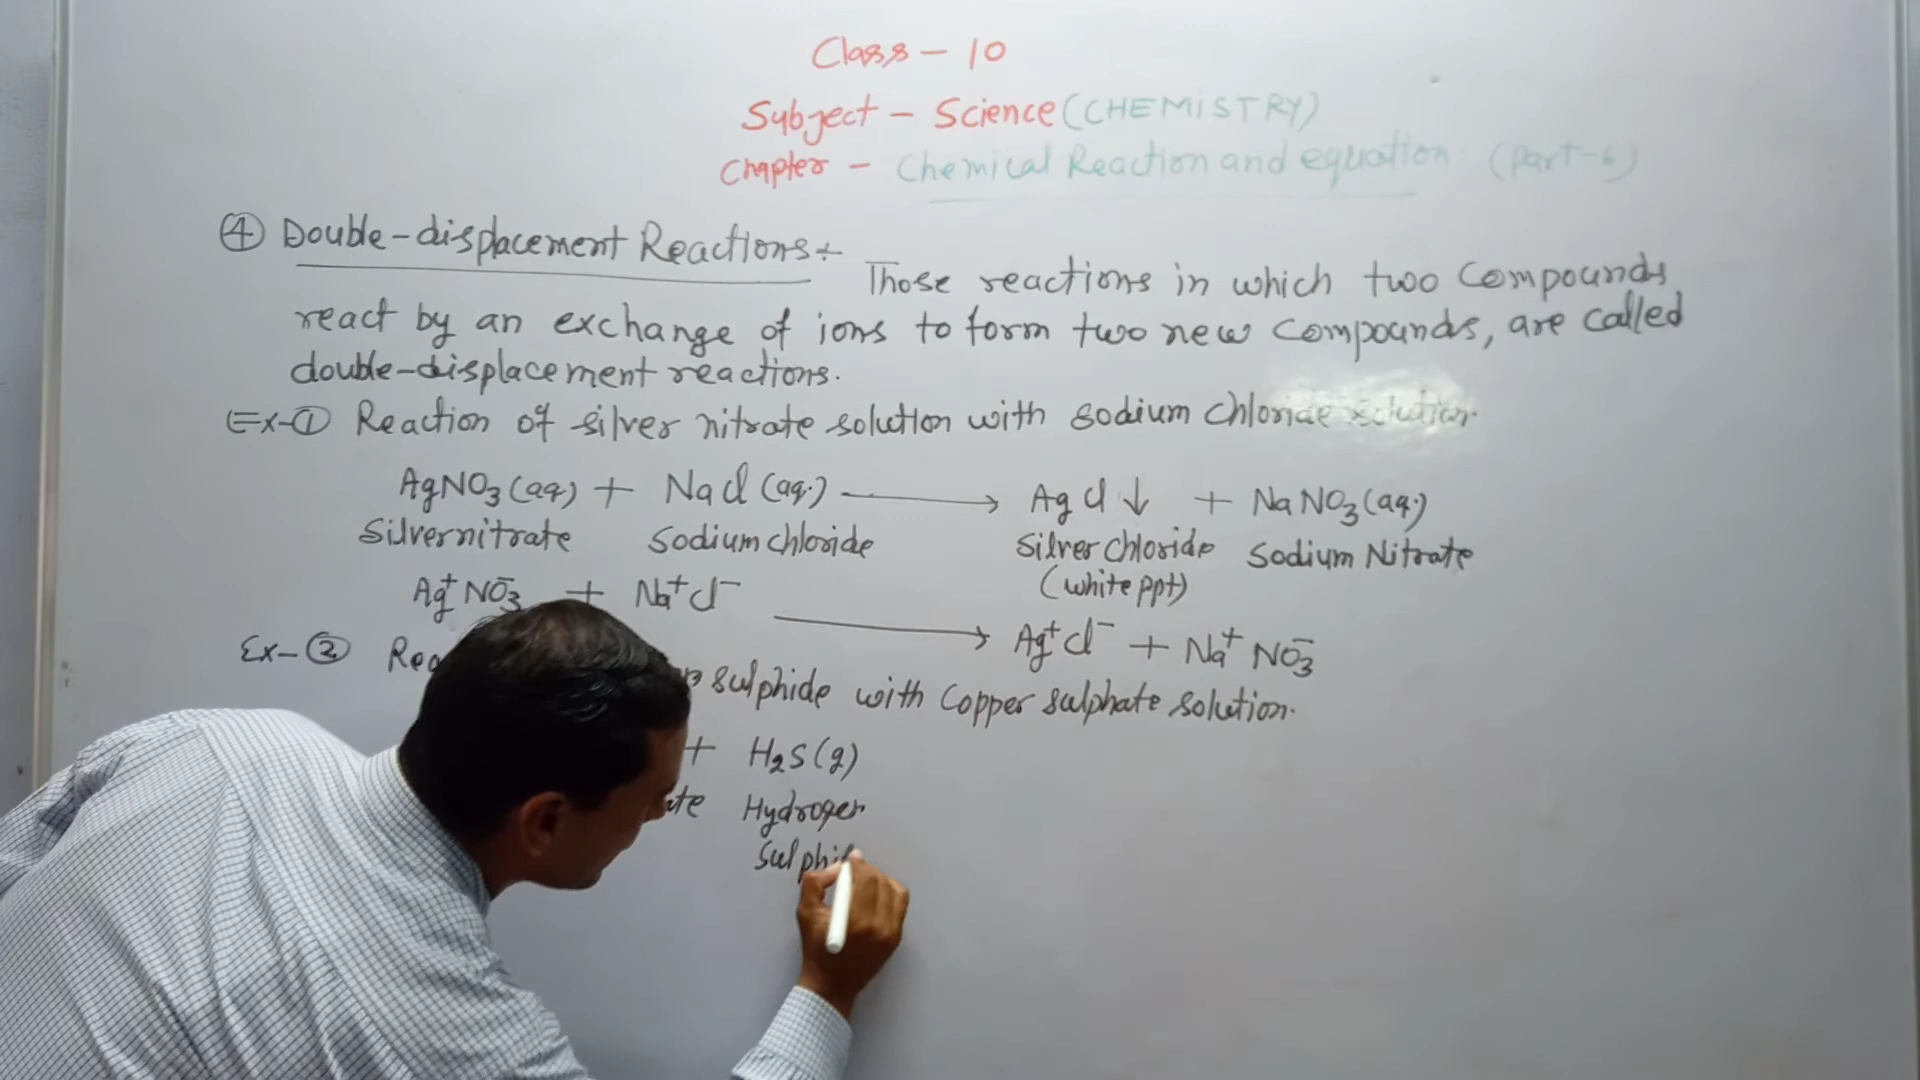 Class - 10
Subject - Science (CHEMISTRY)
Chapter - Chemical Reaction and equation (Part-6)
④ Double-displacement Reactions÷ Those reactions in which two compounds
react by an exchange of ions to form two new compounds, are called
double-displacement reactions.
Ex-① Reaction of silver nitrate solution with sodium chloride solution.
AgNO₃(aq) + NaCl(aq.) ⟶ AgCl↓ + NaNO₃(aq.)
Silver nitrate Sodium chloride Silver chloride Sodium Nitrate
(white ppt)
Ag⁺NO₃⁻ + Na⁺Cl⁻ ⟶ Ag⁺Cl⁻ + Na⁺NO₃⁻
Ex-② sulphide with Copper sulphate solution.
+ H₂S(g)
Hydrogen